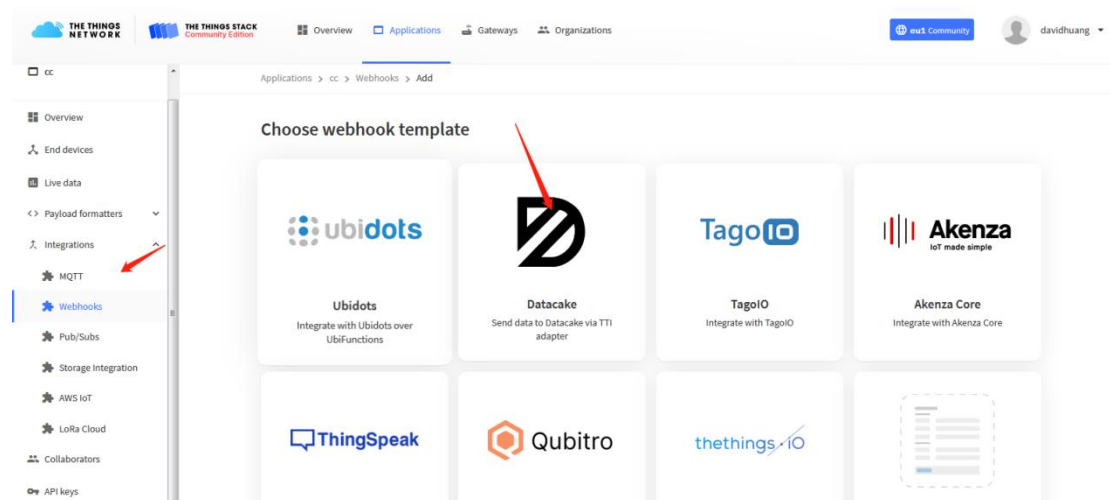 THE THINGS
NETWORK
THE THINGS STACK
Community Edition
Overview
Applications
Gateways
Organizations
eu1 Community
davidhuang
cc
Overview
End devices
Live data
<> Payload formatters
Integrations
MQTT
Webhooks
Pub/Subs
Storage Integration
AWS IoT
LoRa Cloud
Collaborators
API keys
Applications > cc > Webhooks > Add
Choose webhook template
ubidots
Ubidots
Integrate with Ubidots over
UbiFunctions
Datacake
Send data to Datacake via TTI
adapter
TagoIO
TagoIO
Integrate with TagoIO
Akenza
IoT made simple
Akenza Core
Integrate with Akenza Core
ThingSpeak
Qubitro
thethings.iO